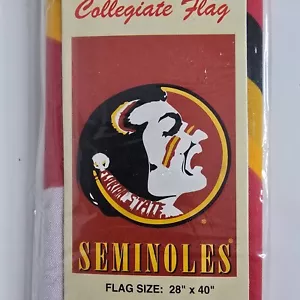 Collegiate Flag
Florida State
SEMINOLES
FLAG SIZE: 28" x 40"